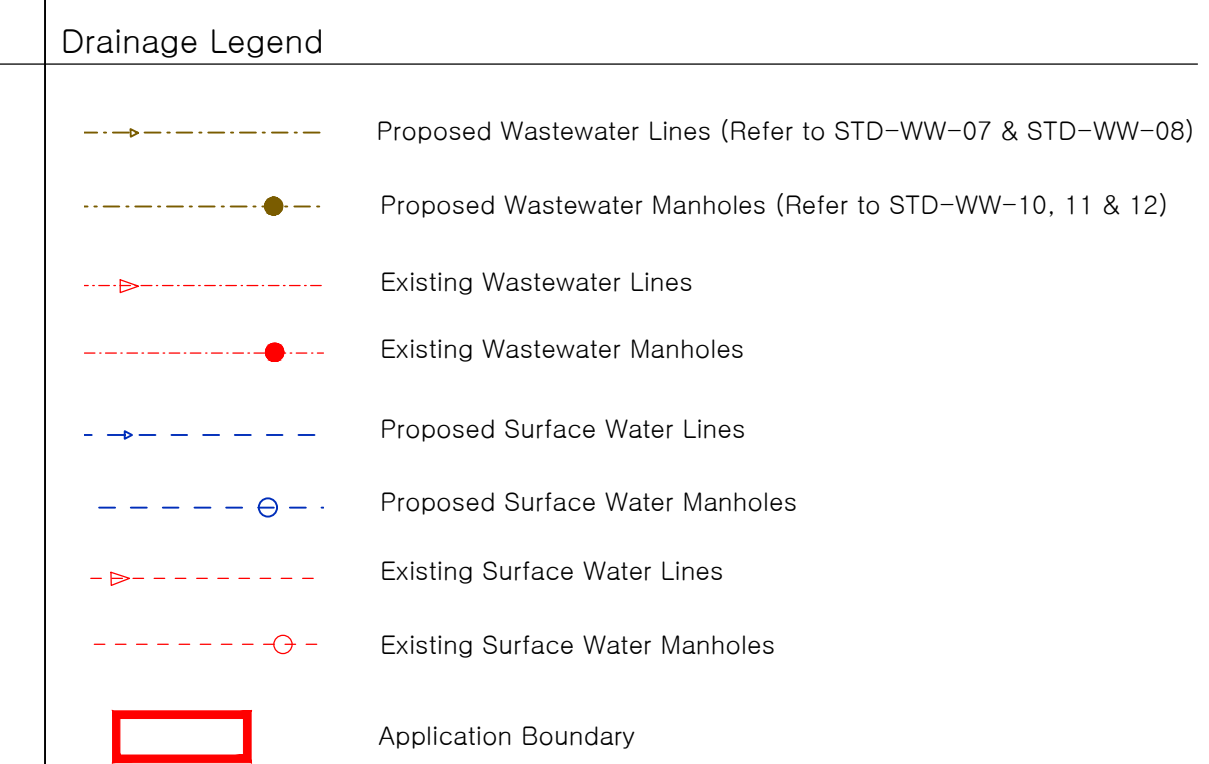 Drainage Legend
Proposed Wastewater Lines (Refer to STD-WW-07 & STD-WW-08)
Proposed Wastewater Manholes (Refer to STD-WW-10, 11 & 12)
Existing Wastewater Lines
Existing Wastewater Manholes
Proposed Surface Water Lines
Proposed Surface Water Manholes
Existing Surface Water Lines
Existing Surface Water Manholes
Application Boundary